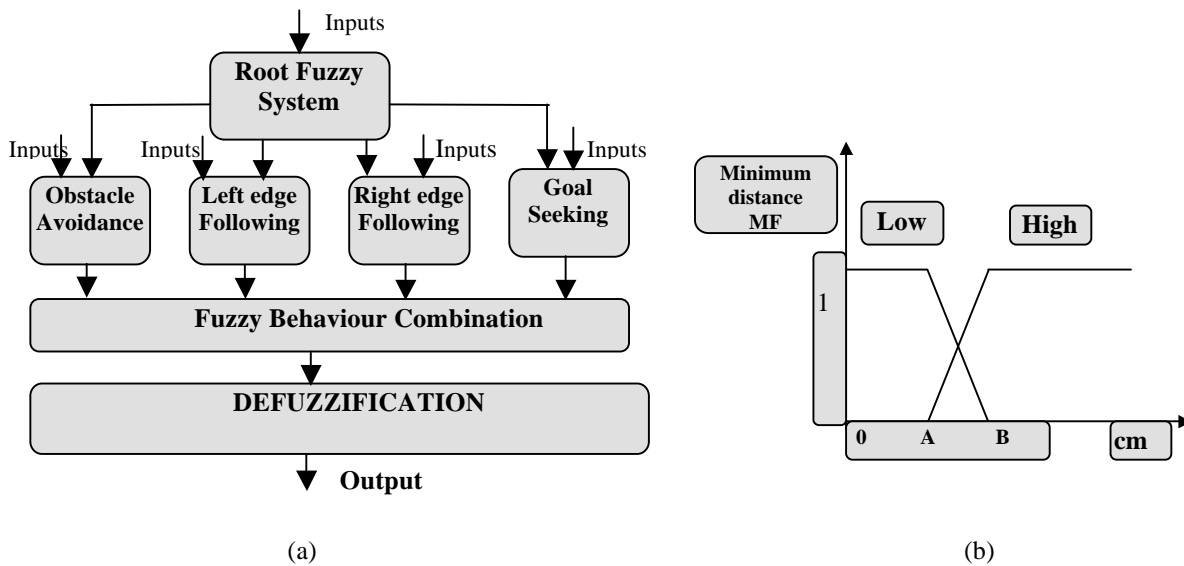 Inputs
Root Fuzzy
System
Inputs
Inputs
Inputs
Inputs
Obstacle
Avoidance
Left edge
Following
Right edge
Following
Goal
Seeking
Fuzzy Behaviour Combination
DEFUZZIFICATION
Output
(a)
Minimum
distance
MF
Low
High
1
0 A B cm
(b)